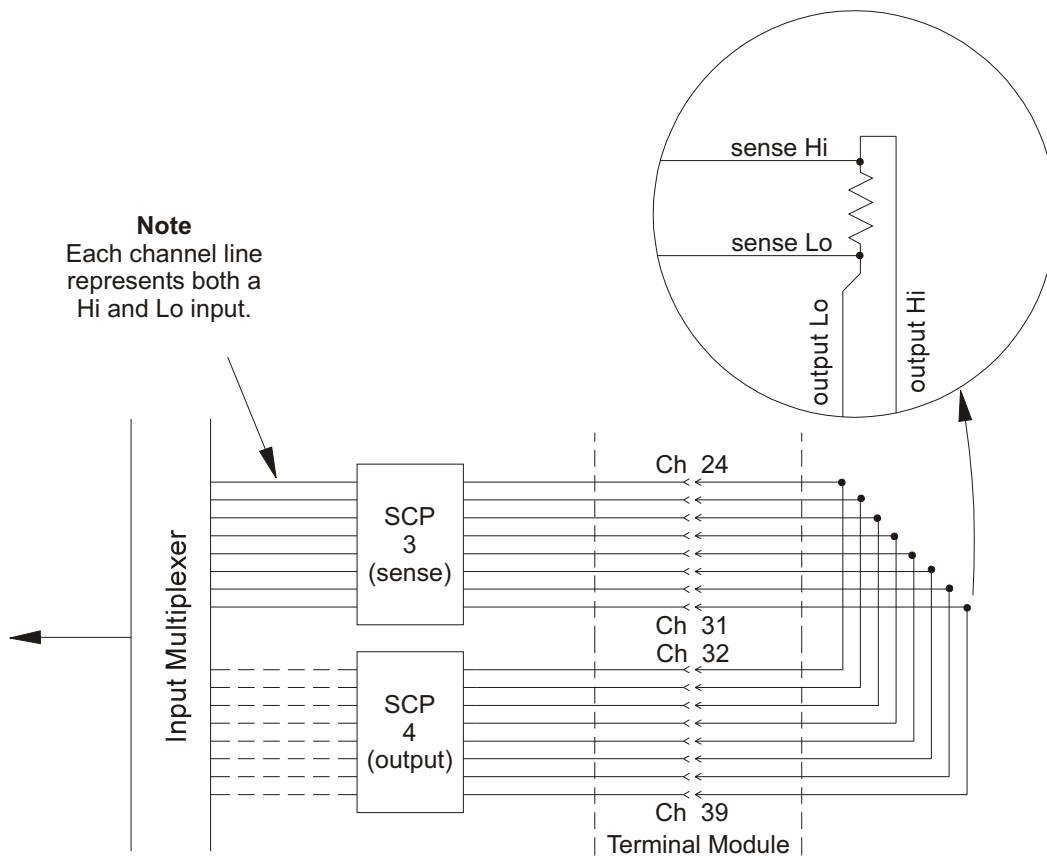 sense Hi
sense Lo
output Lo
output Hi
Note
Each channel line
represents both a
Hi and Lo input.
Input Multiplexer
SCP
3
(sense)
Ch 24
Ch 31
Ch 32
SCP
4
(output)
Ch 39
Terminal Module